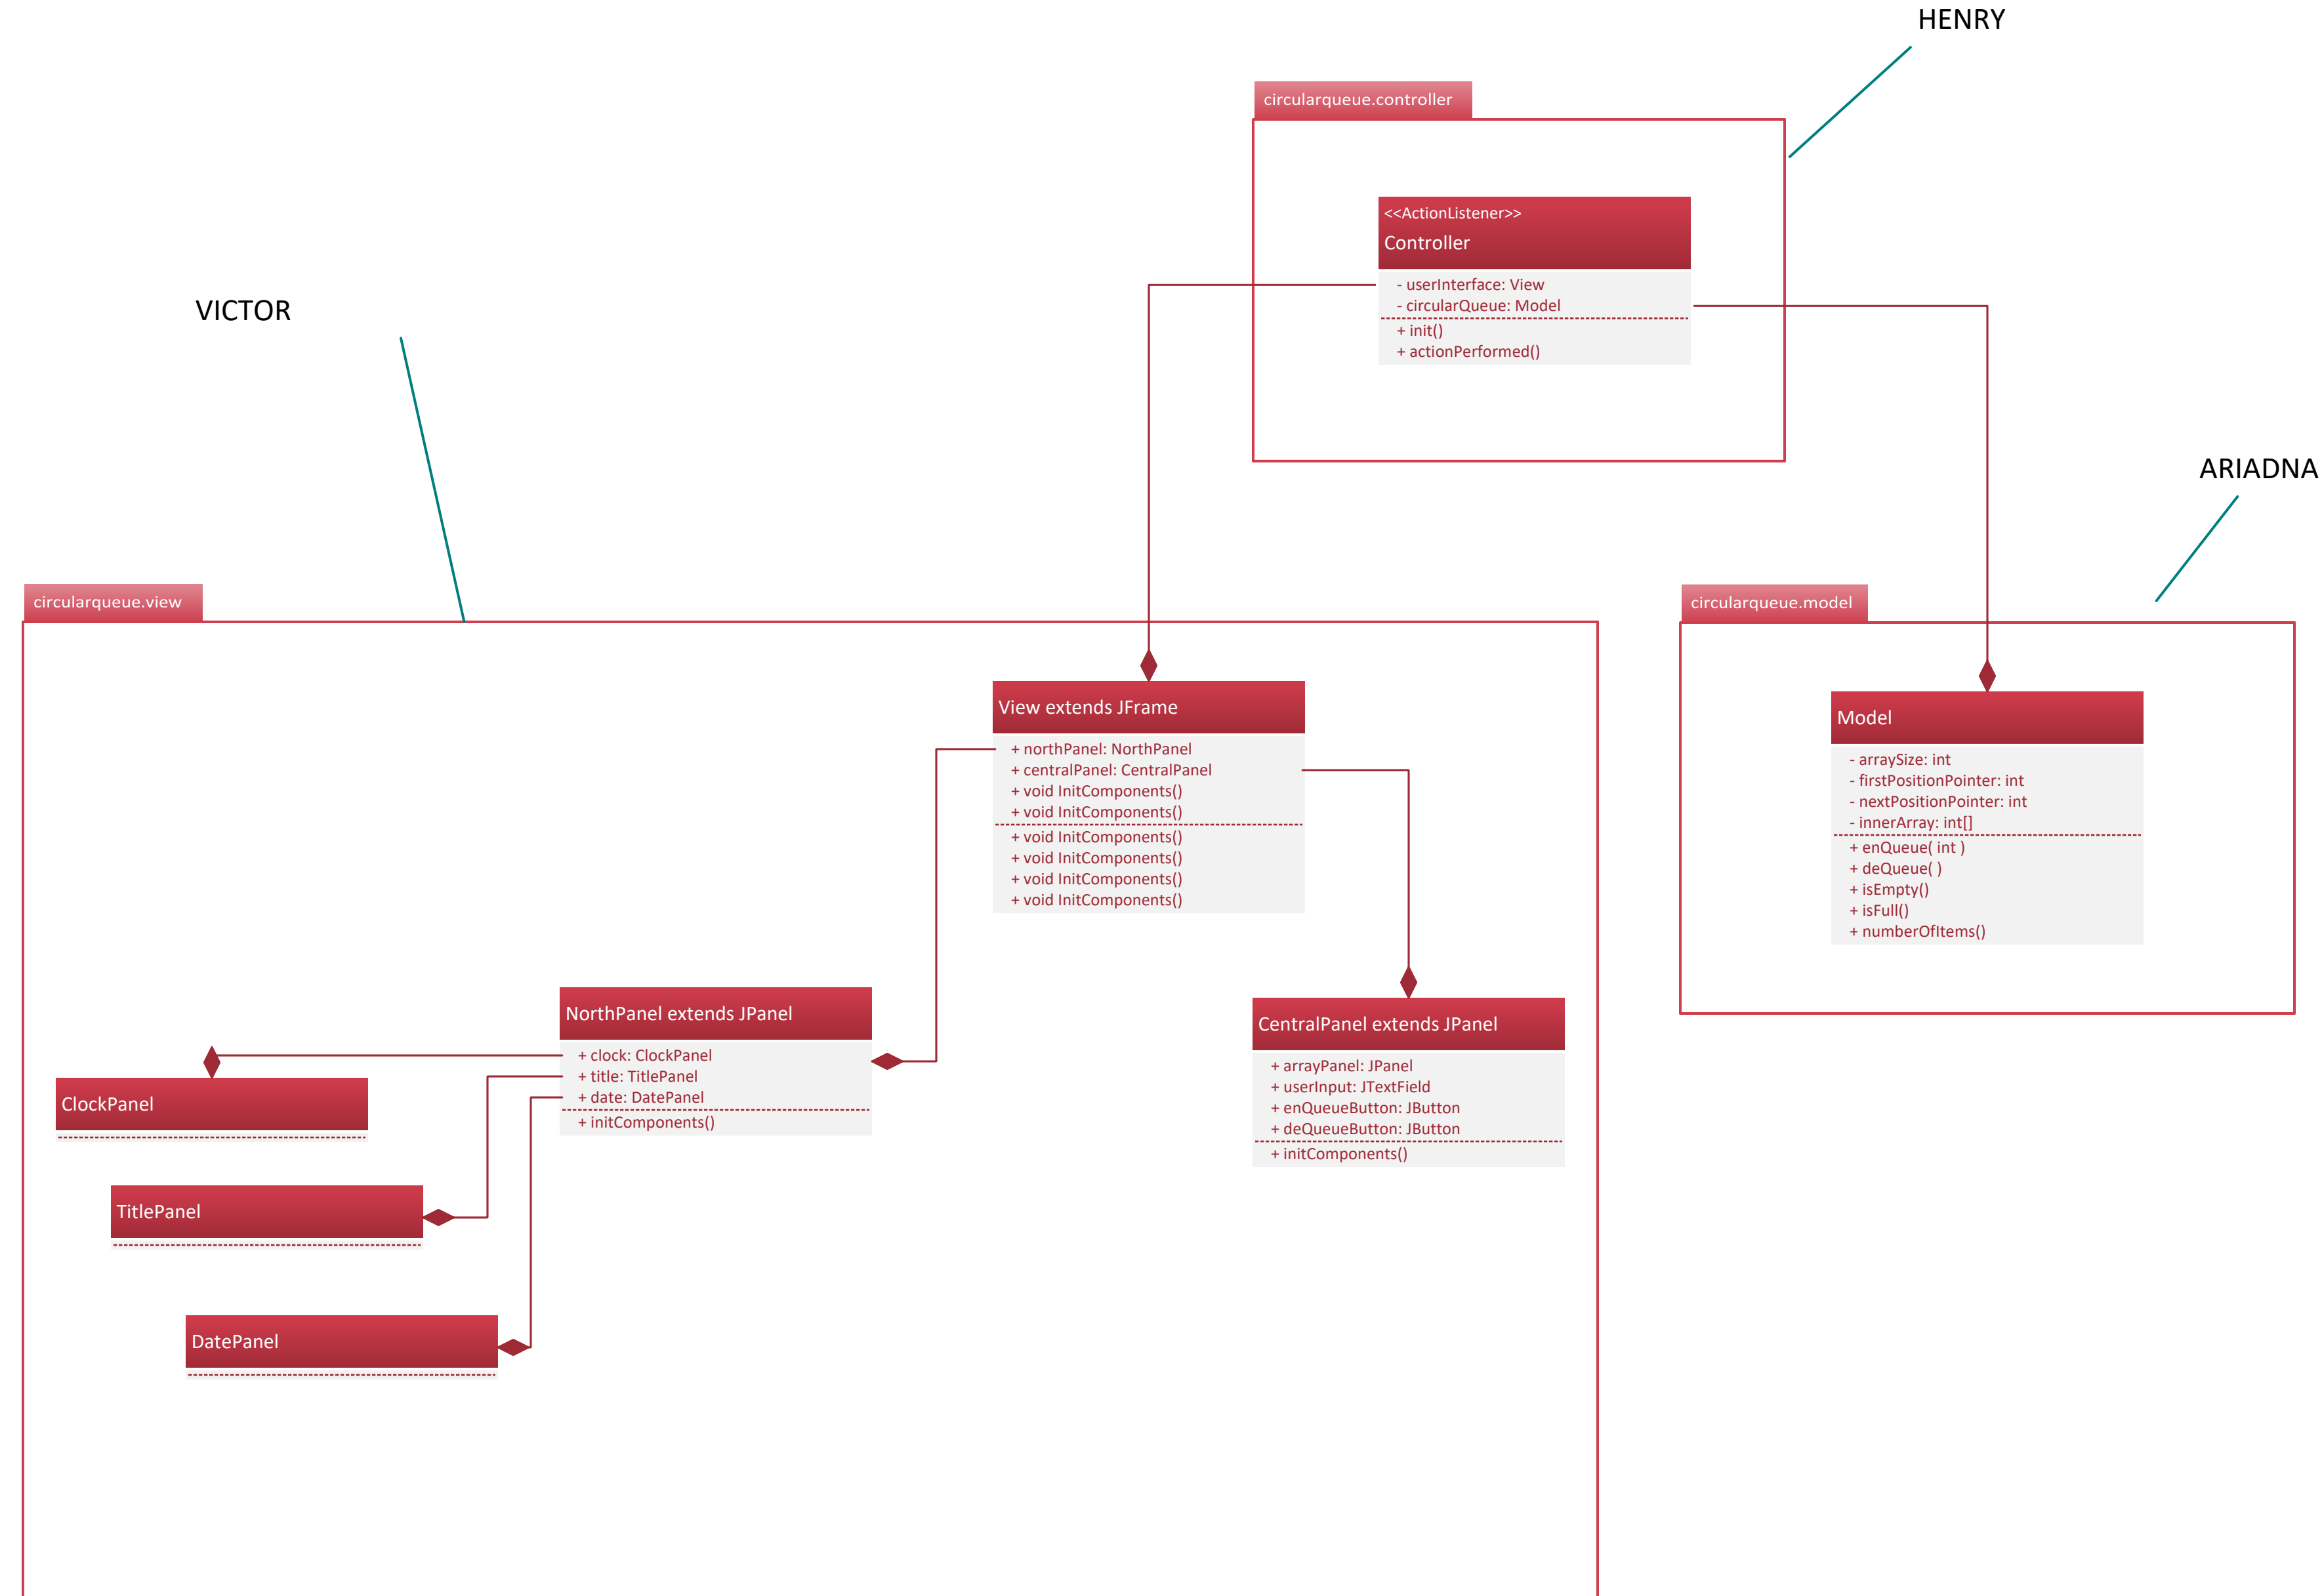 HENRY
circularqueue.controller
<<ActionListener>>
Controller
- userInterface: View
- circularQueue: Model
+ init()
+ actionPerformed()
VICTOR
ARIADNA
circularqueue.view
View extends JFrame
+ northPanel: NorthPanel
+ centralPanel: CentralPanel
+ void InitComponents()
+ void InitComponents()
+ void InitComponents()
+ void InitComponents()
+ void InitComponents()
+ void InitComponents()
NorthPanel extends JPanel
+ clock: ClockPanel
+ title: TitlePanel
+ date: DatePanel
+ initComponents()
ClockPanel
TitlePanel
DatePanel
CentralPanel extends JPanel
+ arrayPanel: JPanel
+ userInput: JTextField
+ enQueueButton: JButton
+ deQueueButton: JButton
+ initComponents()
circularqueue.model
Model
- arraySize: int
- firstPositionPointer: int
- nextPositionPointer: int
- innerArray: int[]
+ enQueue( int )
+ deQueue( )
+ isEmpty()
+ isFull()
+ numberOfItems()